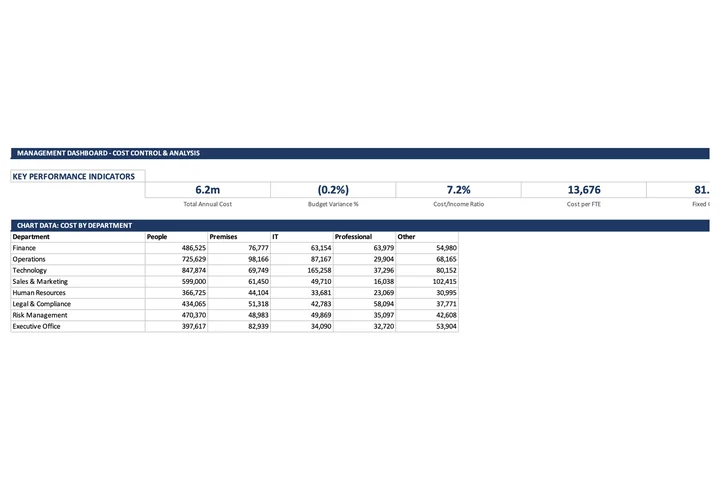 MANAGEMENT DASHBOARD - COST CONTROL & ANALYSIS
KEY PERFORMANCE INDICATORS
6.2m (0.2%) 7.2% 13,676 81.
Total Annual Cost Budget Variance % Cost/Income Ratio Cost per FTE Fixed
CHART DATA: COST BY DEPARTMENT
Department People Premises IT Professional Other
Finance 486,525 76,777 63,154 63,979 54,980
Operations 725,629 98,166 87,167 29,904 68,165
Technology 847,874 69,749 165,258 37,296 80,152
Sales & Marketing 599,000 61,450 49,710 16,038 102,415
Human Resources 366,725 44,104 33,681 23,069 30,995
Legal & Compliance 434,065 51,318 42,783 58,094 37,771
Risk Management 470,370 48,983 49,869 35,097 42,608
Executive Office 397,617 82,939 34,090 32,720 53,904